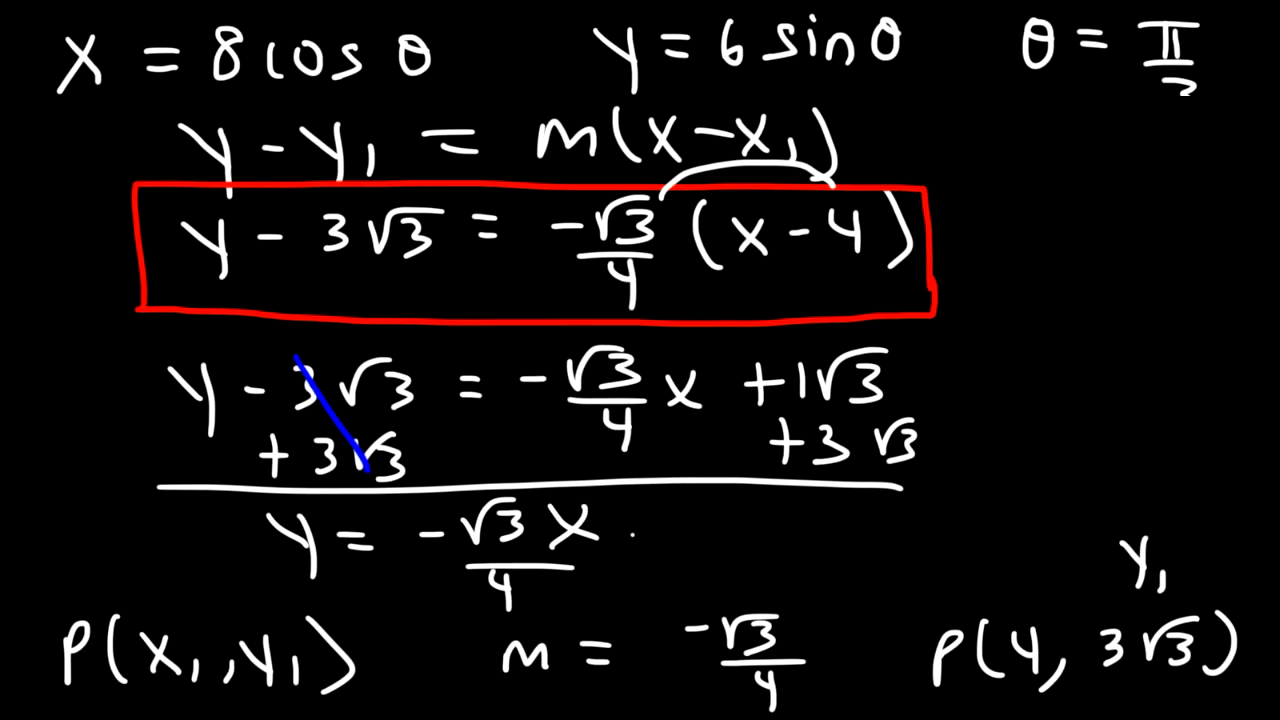 x = 8 cos θ y = 6 sin θ θ = π/3
y - y₁ = m(x - x₁)
y - 3√3 = -√3/4 (x - 4)
y - 3√3 = -√3/4 x + 1√3
+ 3√3 + 3√3
y = -√3x/4 .
y₁
P(x₁, y₁) m = -√3/4 P(4, 3√3)